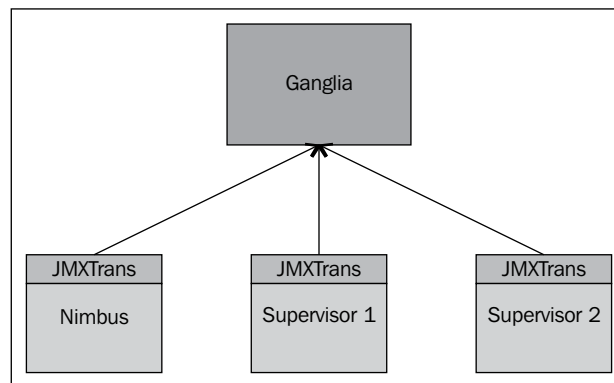 Ganglia
JMXTrans
JMXTrans
JMXTrans
Nimbus
Supervisor 1
Supervisor 2